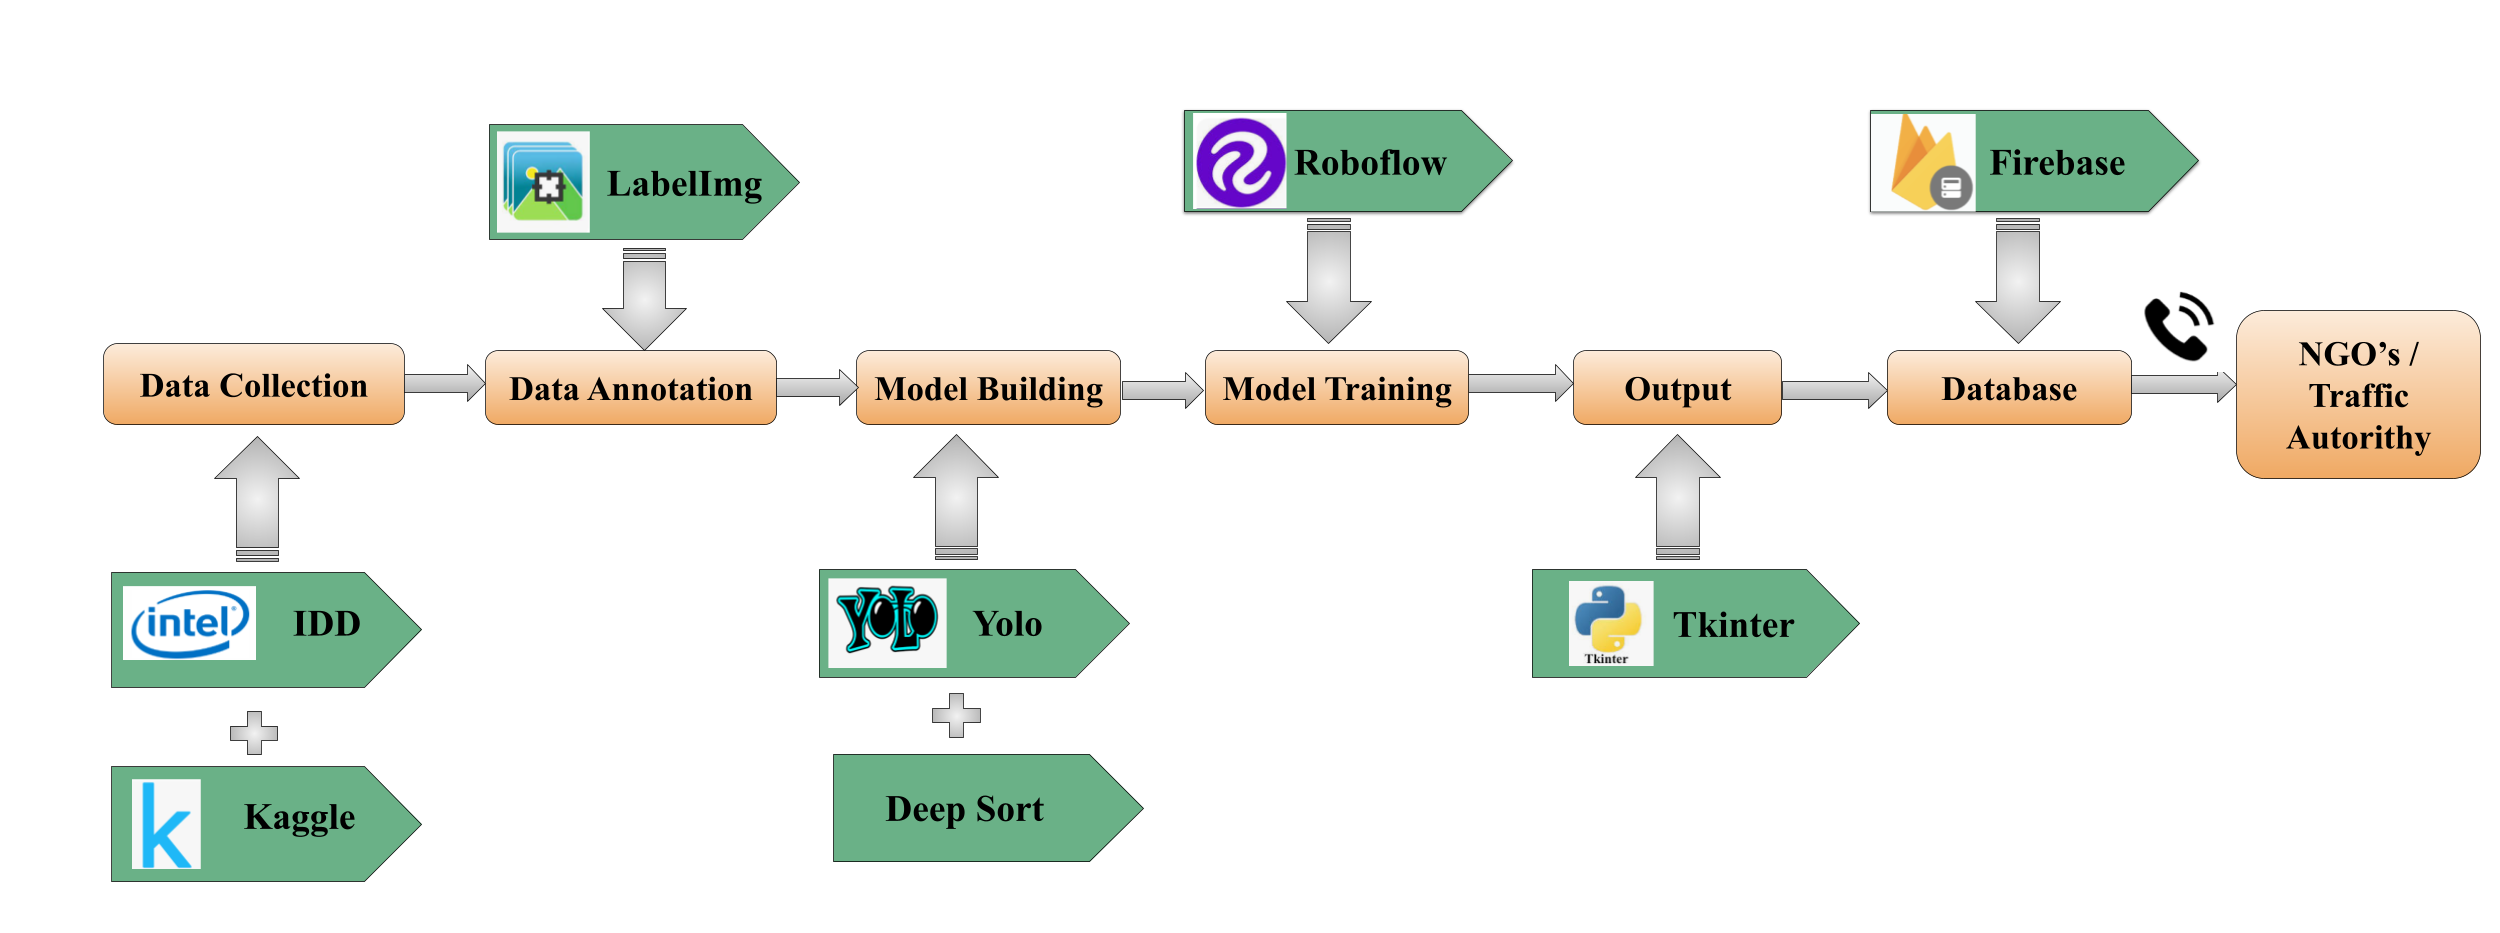 LabelImg
Roboflow
Firebase
Data Collection
Data Annotation
Model Building
Model Training
Output
Database
NGO’s /
Traffic
Autorithy
intel
IDD
YOLO
Yolo
Tkinter
Tkinter
k
Kaggle
Deep Sort